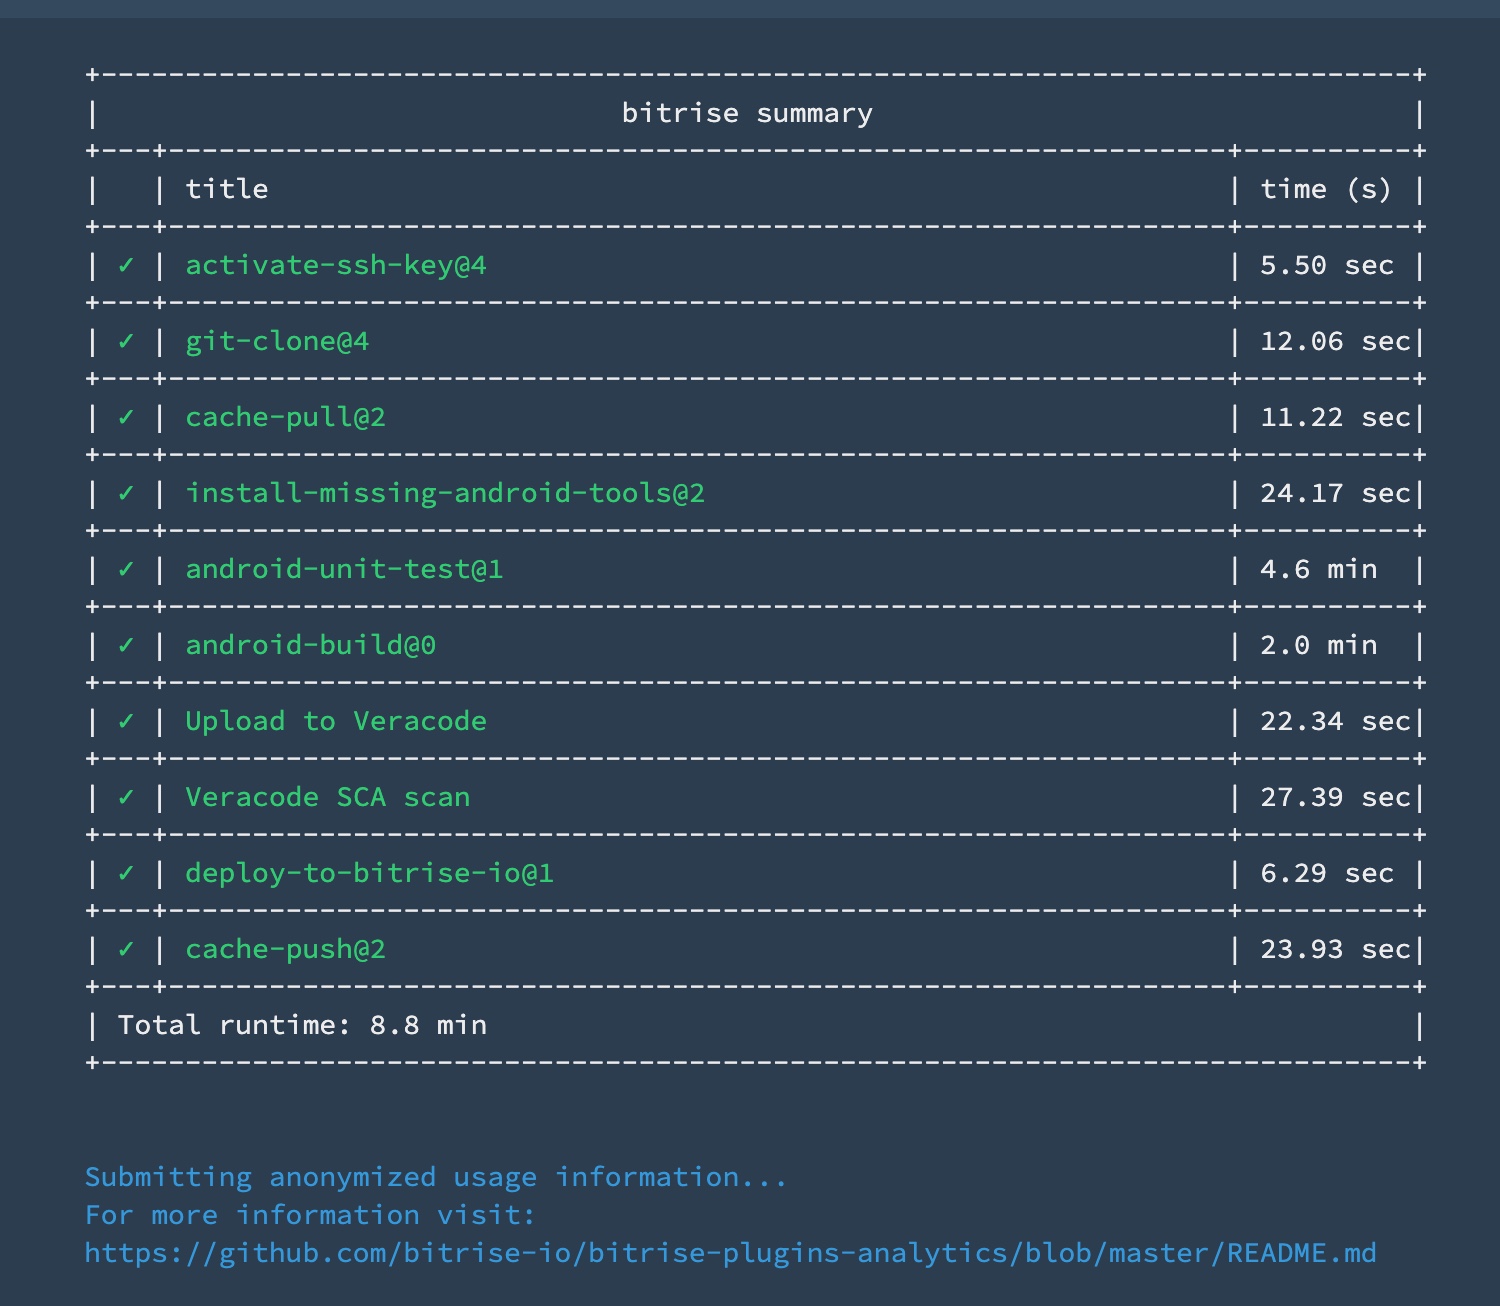 bitrise summary
title time (s)
✓ activate-ssh-key@4 5.50 sec
✓ git-clone@4 12.06 sec
✓ cache-pull@2 11.22 sec
✓ install-missing-android-tools@2 24.17 sec
✓ android-unit-test@1 4.6 min
✓ android-build@0 2.0 min
✓ Upload to Veracode 22.34 sec
✓ Veracode SCA scan 27.39 sec
✓ deploy-to-bitrise-io@1 6.29 sec
✓ cache-push@2 23.93 sec
Total runtime: 8.8 min
Submitting anonymized usage information...
For more information visit:
https://github.com/bitrise-io/bitrise-plugins-analytics/blob/master/README.md